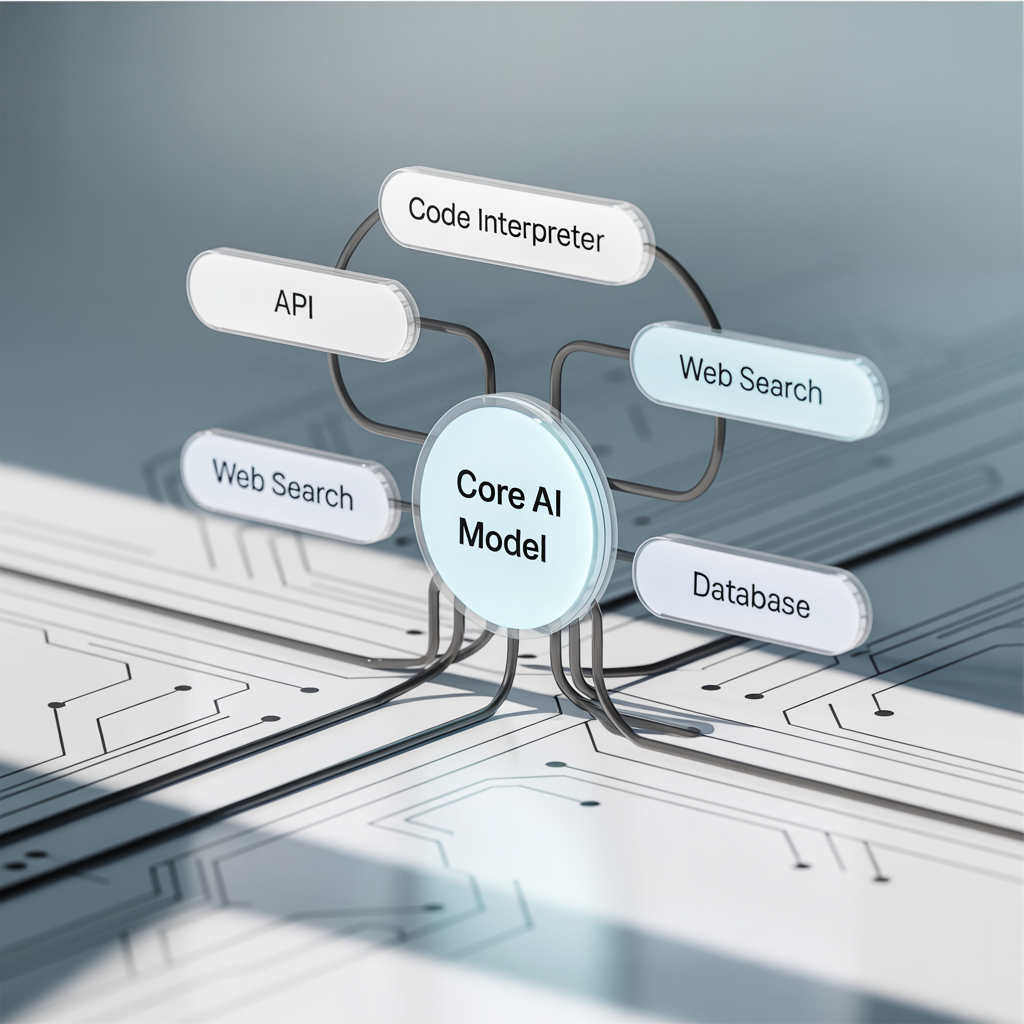 Code Interpreter
API
Web Search
Web Search
Core AI
Model
Database